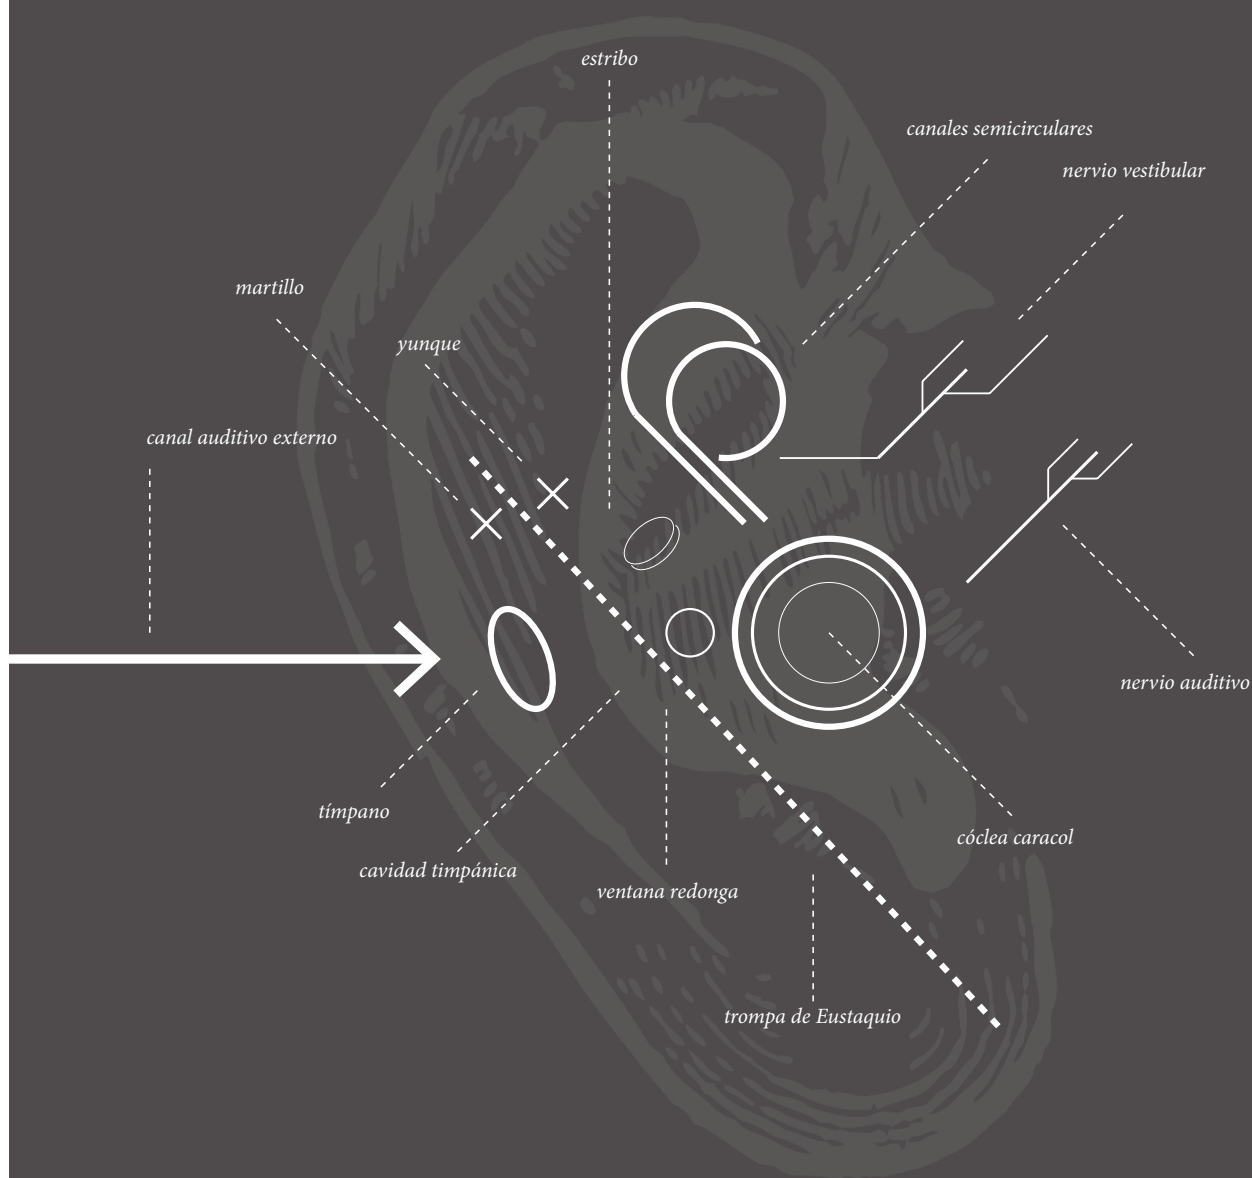 estribo
canales semicirculares
nervio vestibular
martillo
yunque
canal auditivo externo
nervio auditivo
tímpano
cóclea caracol
cavidad timpánica
ventana redonga
trompa de Eustaquio